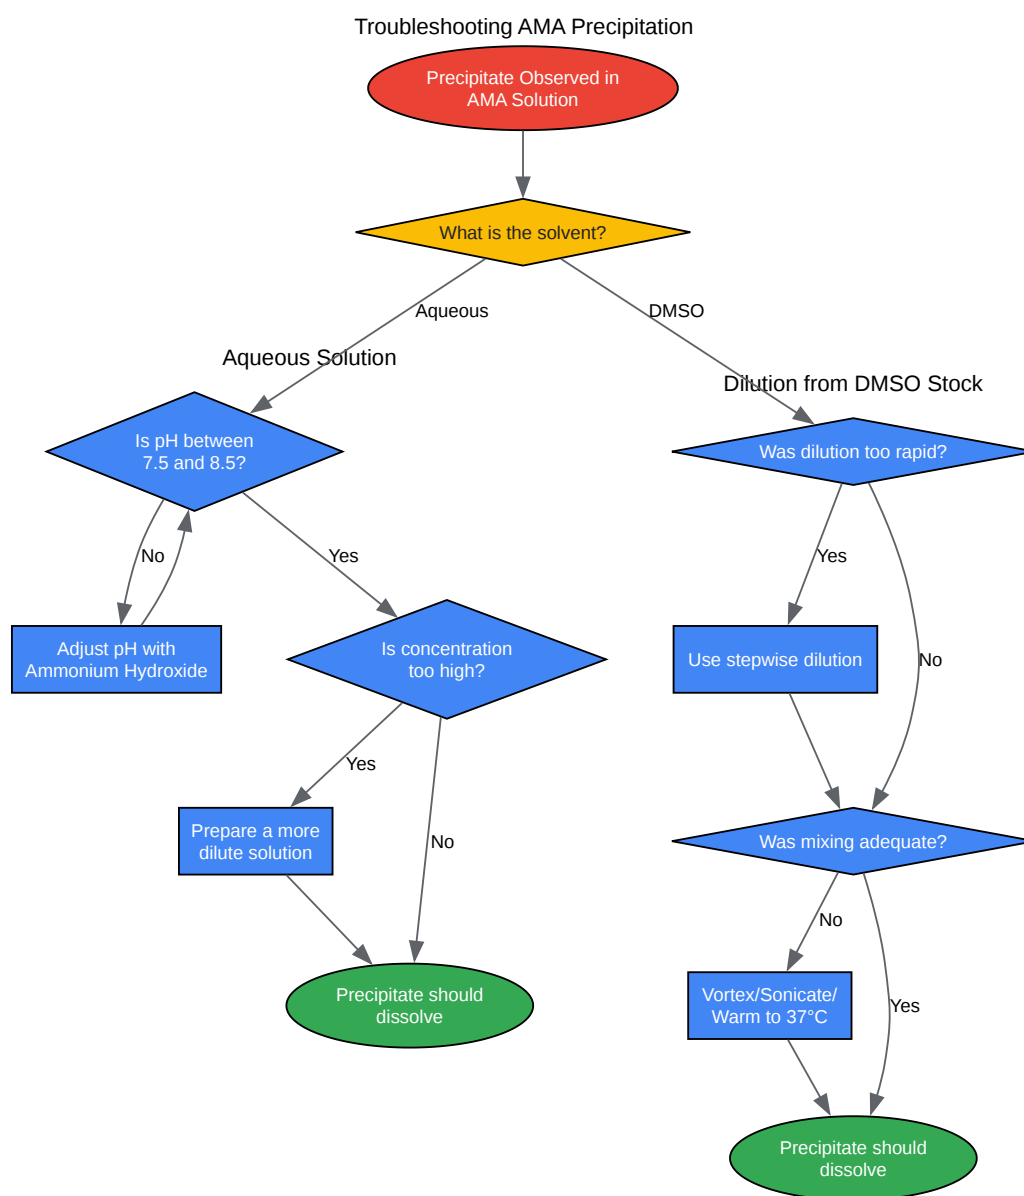 Troubleshooting AMA Precipitation
Precipitate Observed in
AMA Solution
What is the solvent?
Aqueous
DMSO
Aqueous Solution
Dilution from DMSO Stock
Is pH between
7.5 and 8.5?
Was dilution too rapid?
No
Yes
Yes
Adjust pH with
Ammonium Hydroxide
Is concentration
too high?
Use stepwise dilution
No
Yes
Prepare a more
dilute solution
No
Was mixing adequate?
No
Precipitate should
dissolve
Vortex/Sonicate/
Warm to 37°C
Yes
Precipitate should
dissolve